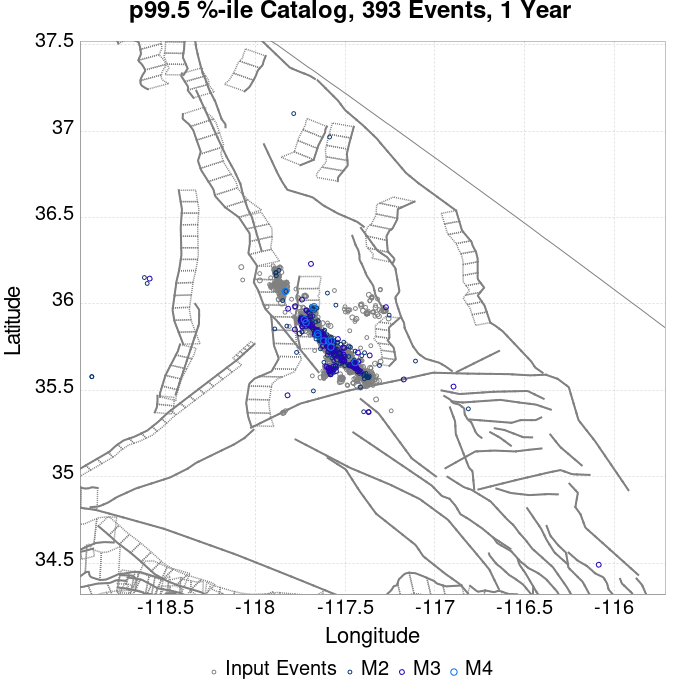 p99.5 %-ile Catalog, 393 Events, 1 Year
37.5
37
36.5
36
35.5
35
34.5
Latitude
-118.5 -118 -117.5 -117 -116.5 -116
Longitude
Input Events M2 M3 M4